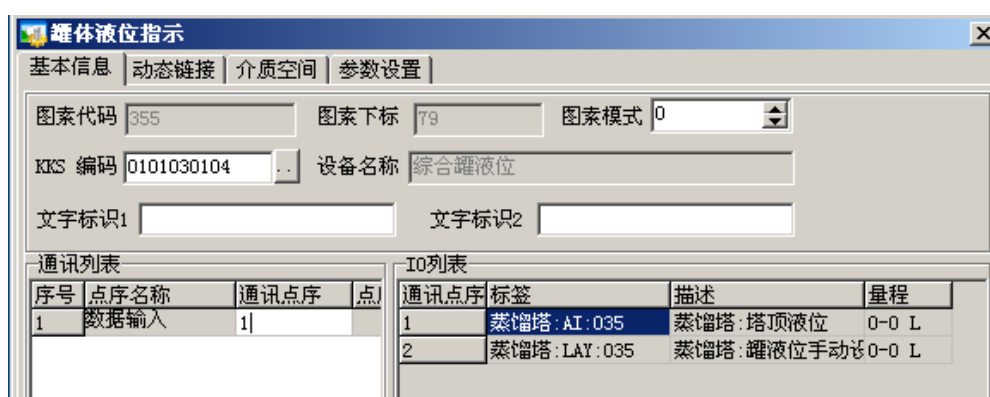 罐体液位指示
基本信息 动态链接 介质空间 参数设置
图素代码 355 图素下标 79 图素模式 0
KKS 编码 0101030104 .. 设备名称 综合罐液位
文字标识1 文字标识2
通讯列表 IO列表
序号 点序名称 通讯点序 通讯点序 标签 描述 量程
1 数据输入 1 1 蒸馏塔:AI:035 蒸馏塔:塔顶液位 0-0 L
2 蒸馏塔:LAY:035 蒸馏塔:罐液位手动 0-0 L